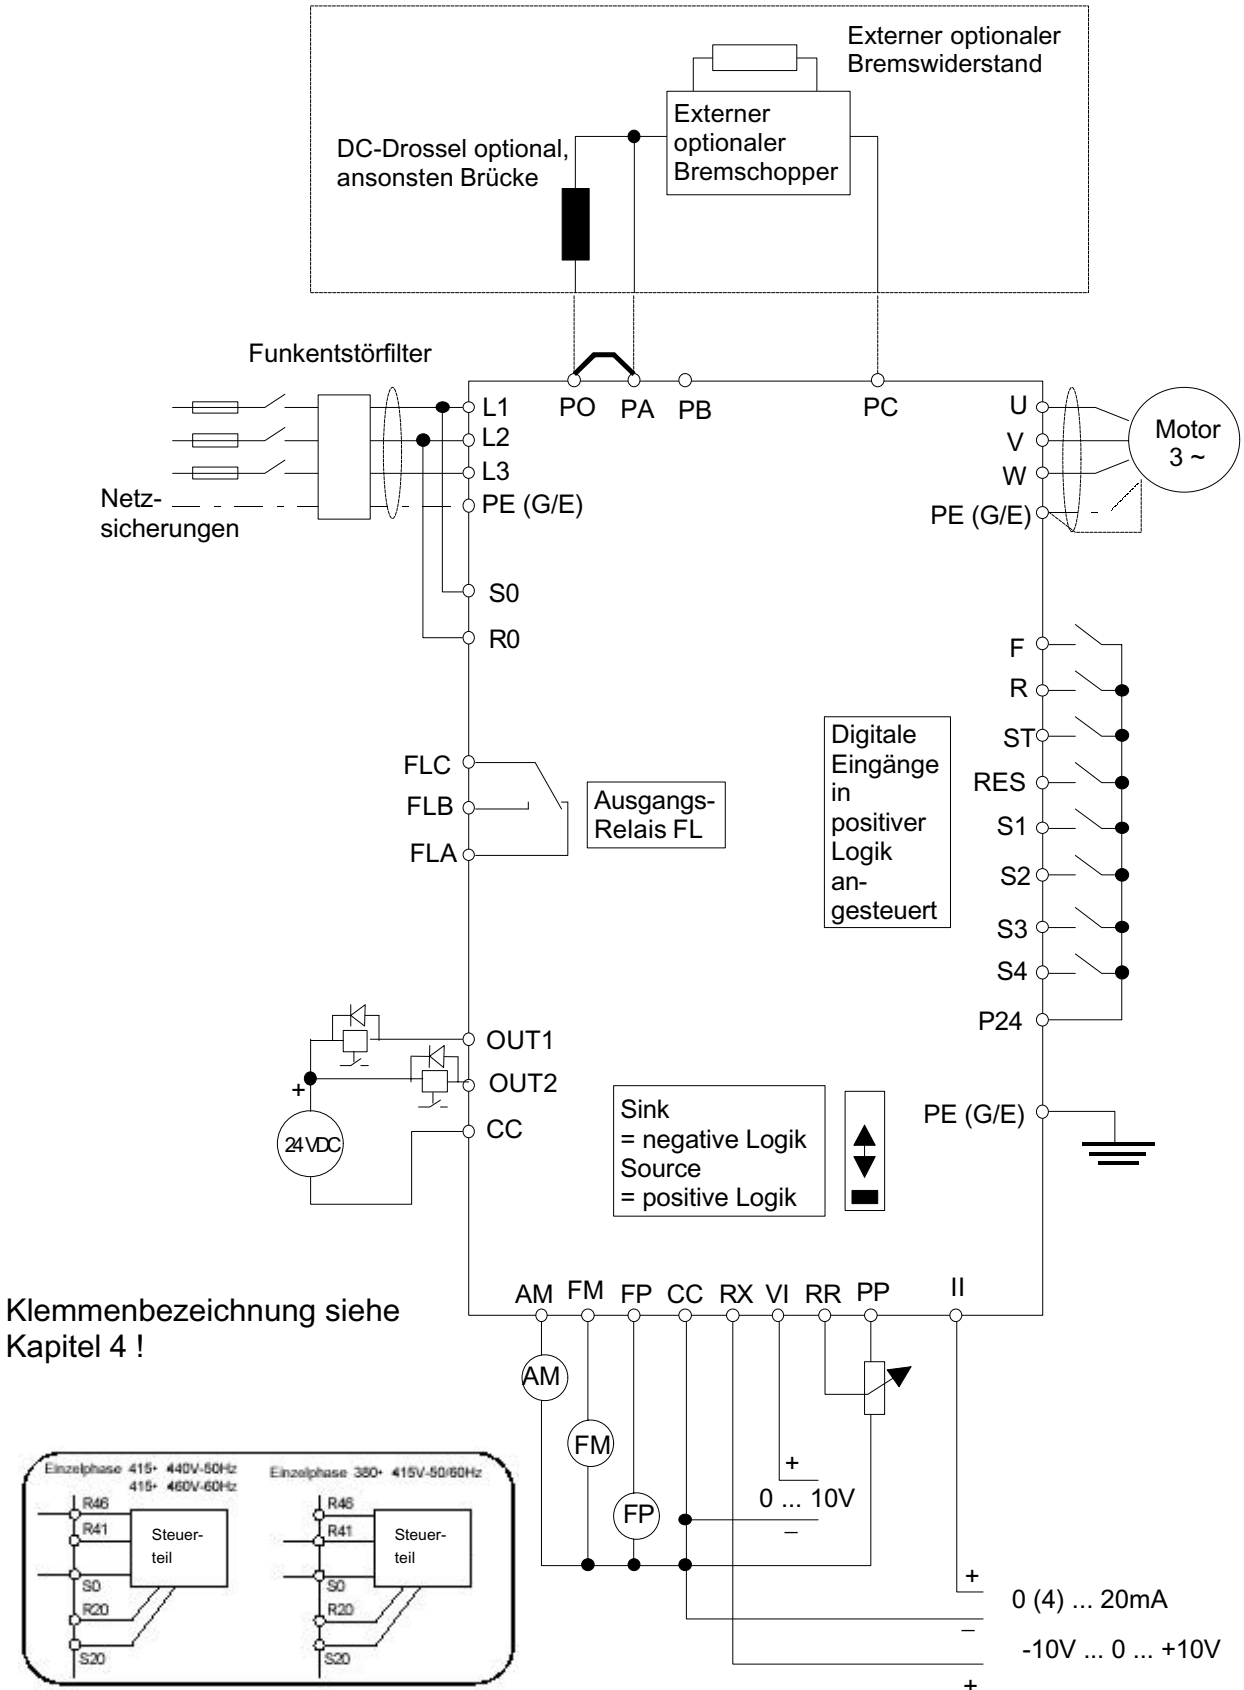 Externer optionaler
Bremswiderstand
Externer
optionaler
Bremschopper
DC-Drossel optional,
ansonsten Brücke
Funkentstörfilter
PO PA PB PC
L1
L2
L3
PE (G/E)
Netz-
sicherungen
S0
R0
U
V
W
PE (G/E)
Motor
3 ~
F
R
ST
RES
S1
S2
S3
S4
P24
PE (G/E)
Digitale
Eingänge
in
positiver
Logik
an-
gesteuert
FLC
FLB
FLA
Ausgangs-
Relais FL
OUT1
OUT2
CC
+
24 VDC
Sink
= negative Logik
Source
= positive Logik
AM FM FP CC RX VI RR PP II
AM
FM
FP
+
0 ... 10V
–
+
0 (4) ... 20mA
–
-10V ... 0 ... +10V
+
Klemmenbezeichnung siehe
Kapitel 4 !
Einzelphase 415÷ 440V-50Hz
415÷ 460V-60Hz
R46
R41
S0
R20
S20
Steuer-
teil
Einzelphase 380÷ 415V-50/60Hz
R46
R41
S0
R20
S20
Steuer-
teil